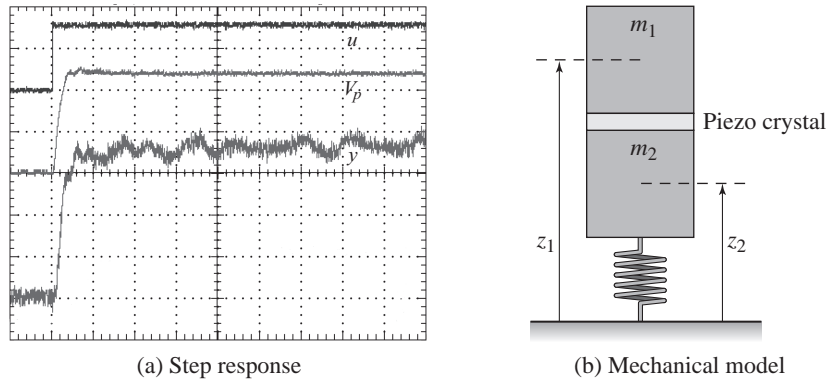 u
V_p
y
(a) Step response
m_1
Piezo crystal
m_2
z_1
z_2
(b) Mechanical model